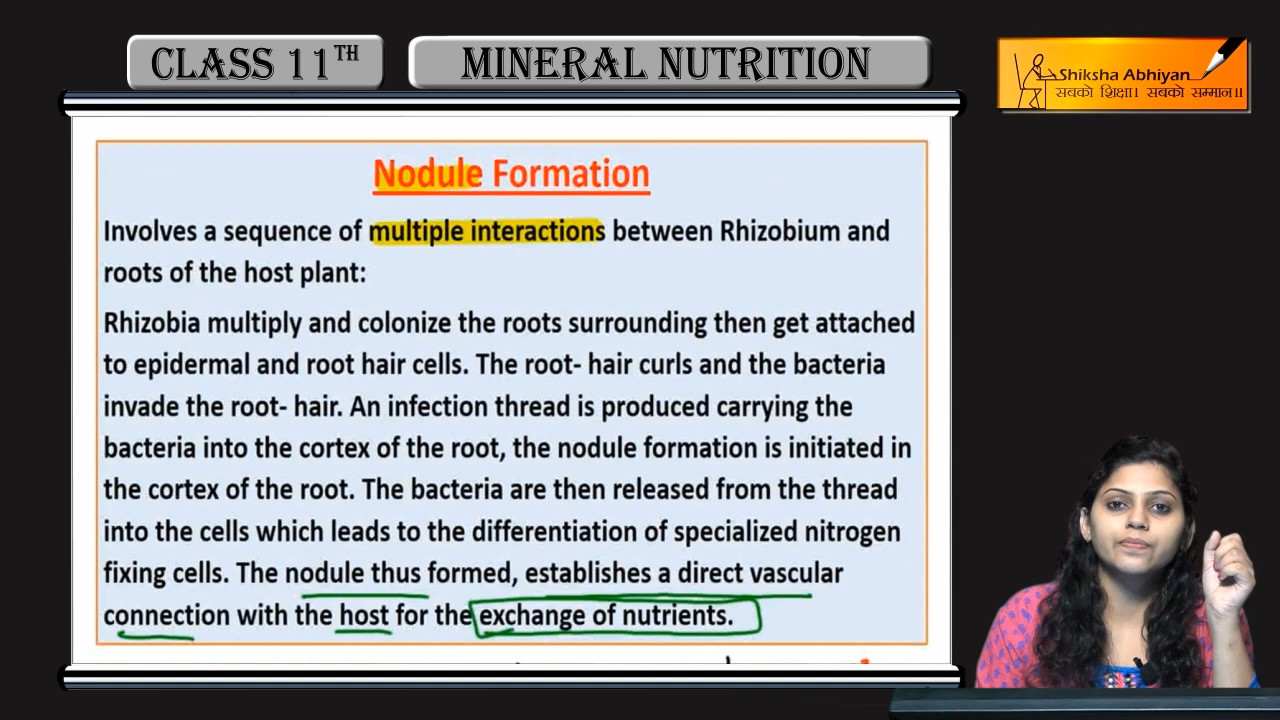 CLASS 11TH
MINERAL NUTRITION
Shiksha Abhiyan
सबको शिक्षा। सबको सम्मान॥
Nodule Formation
Involves a sequence of multiple interactions between Rhizobium and
roots of the host plant:
Rhizobia multiply and colonize the roots surrounding then get attached
to epidermal and root hair cells. The root- hair curls and the bacteria
invade the root- hair. An infection thread is produced carrying the
bacteria into the cortex of the root, the nodule formation is initiated in
the cortex of the root. The bacteria are then released from the thread
into the cells which leads to the differentiation of specialized nitrogen
fixing cells. The nodule thus formed, establishes a direct vascular
connection with the host for the exchange of nutrients.